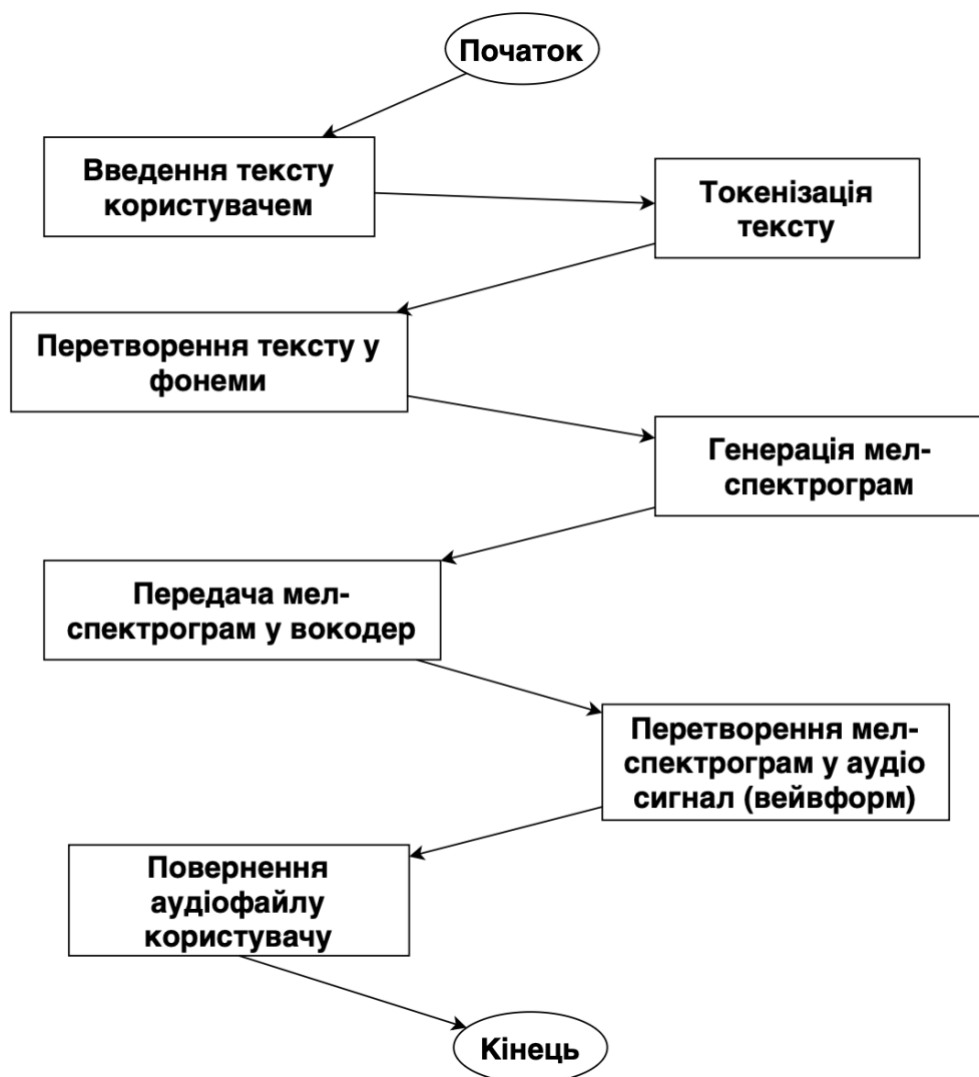 Початок
Введення тексту
користувачем
Токенізація
тексту
Перетворення тексту у
фонеми
Генерація мел-
спектрограм
Передача мел-
спектрограм у вокодер
Перетворення мел-
спектрограм у аудіо
сигнал (вейвформ)
Повернення
аудіофайлу
користувачу
Кінець